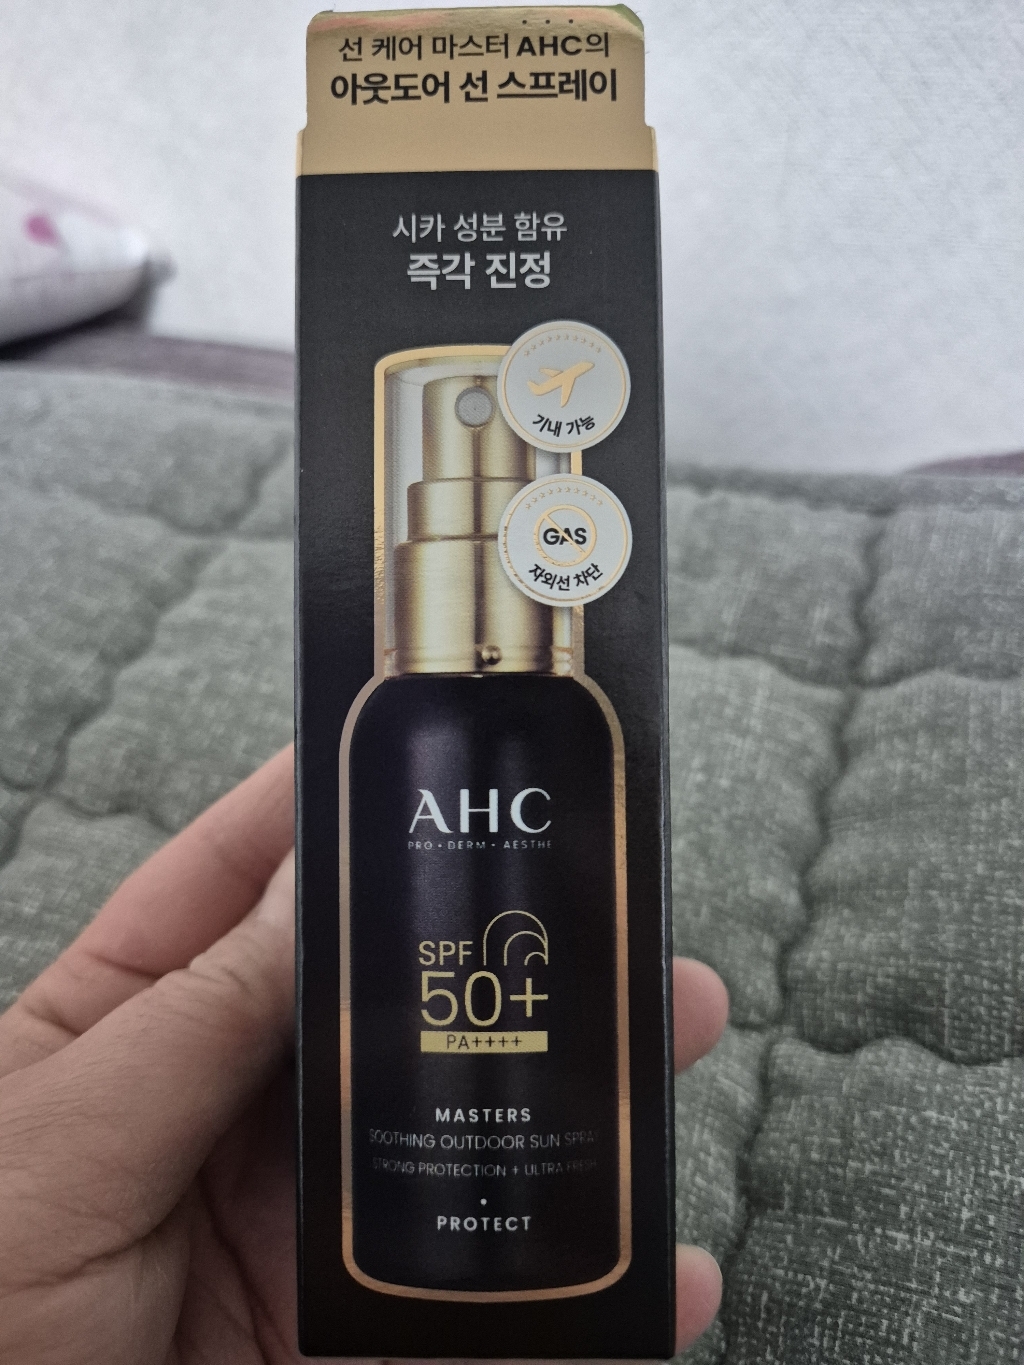 선 케어 마스터 AHC의
아웃도어 선 스프레이
시카 성분 함유
즉각 진정
기내 가능
GAS
자외선 차단
AHC
PRO • DERM • AESTHE
SPF
50+
PA++++
MASTERS
SOOTHING OUTDOOR SUN SPRAY
STRONG PROTECTION + ULTRA FRESH
PROTECT